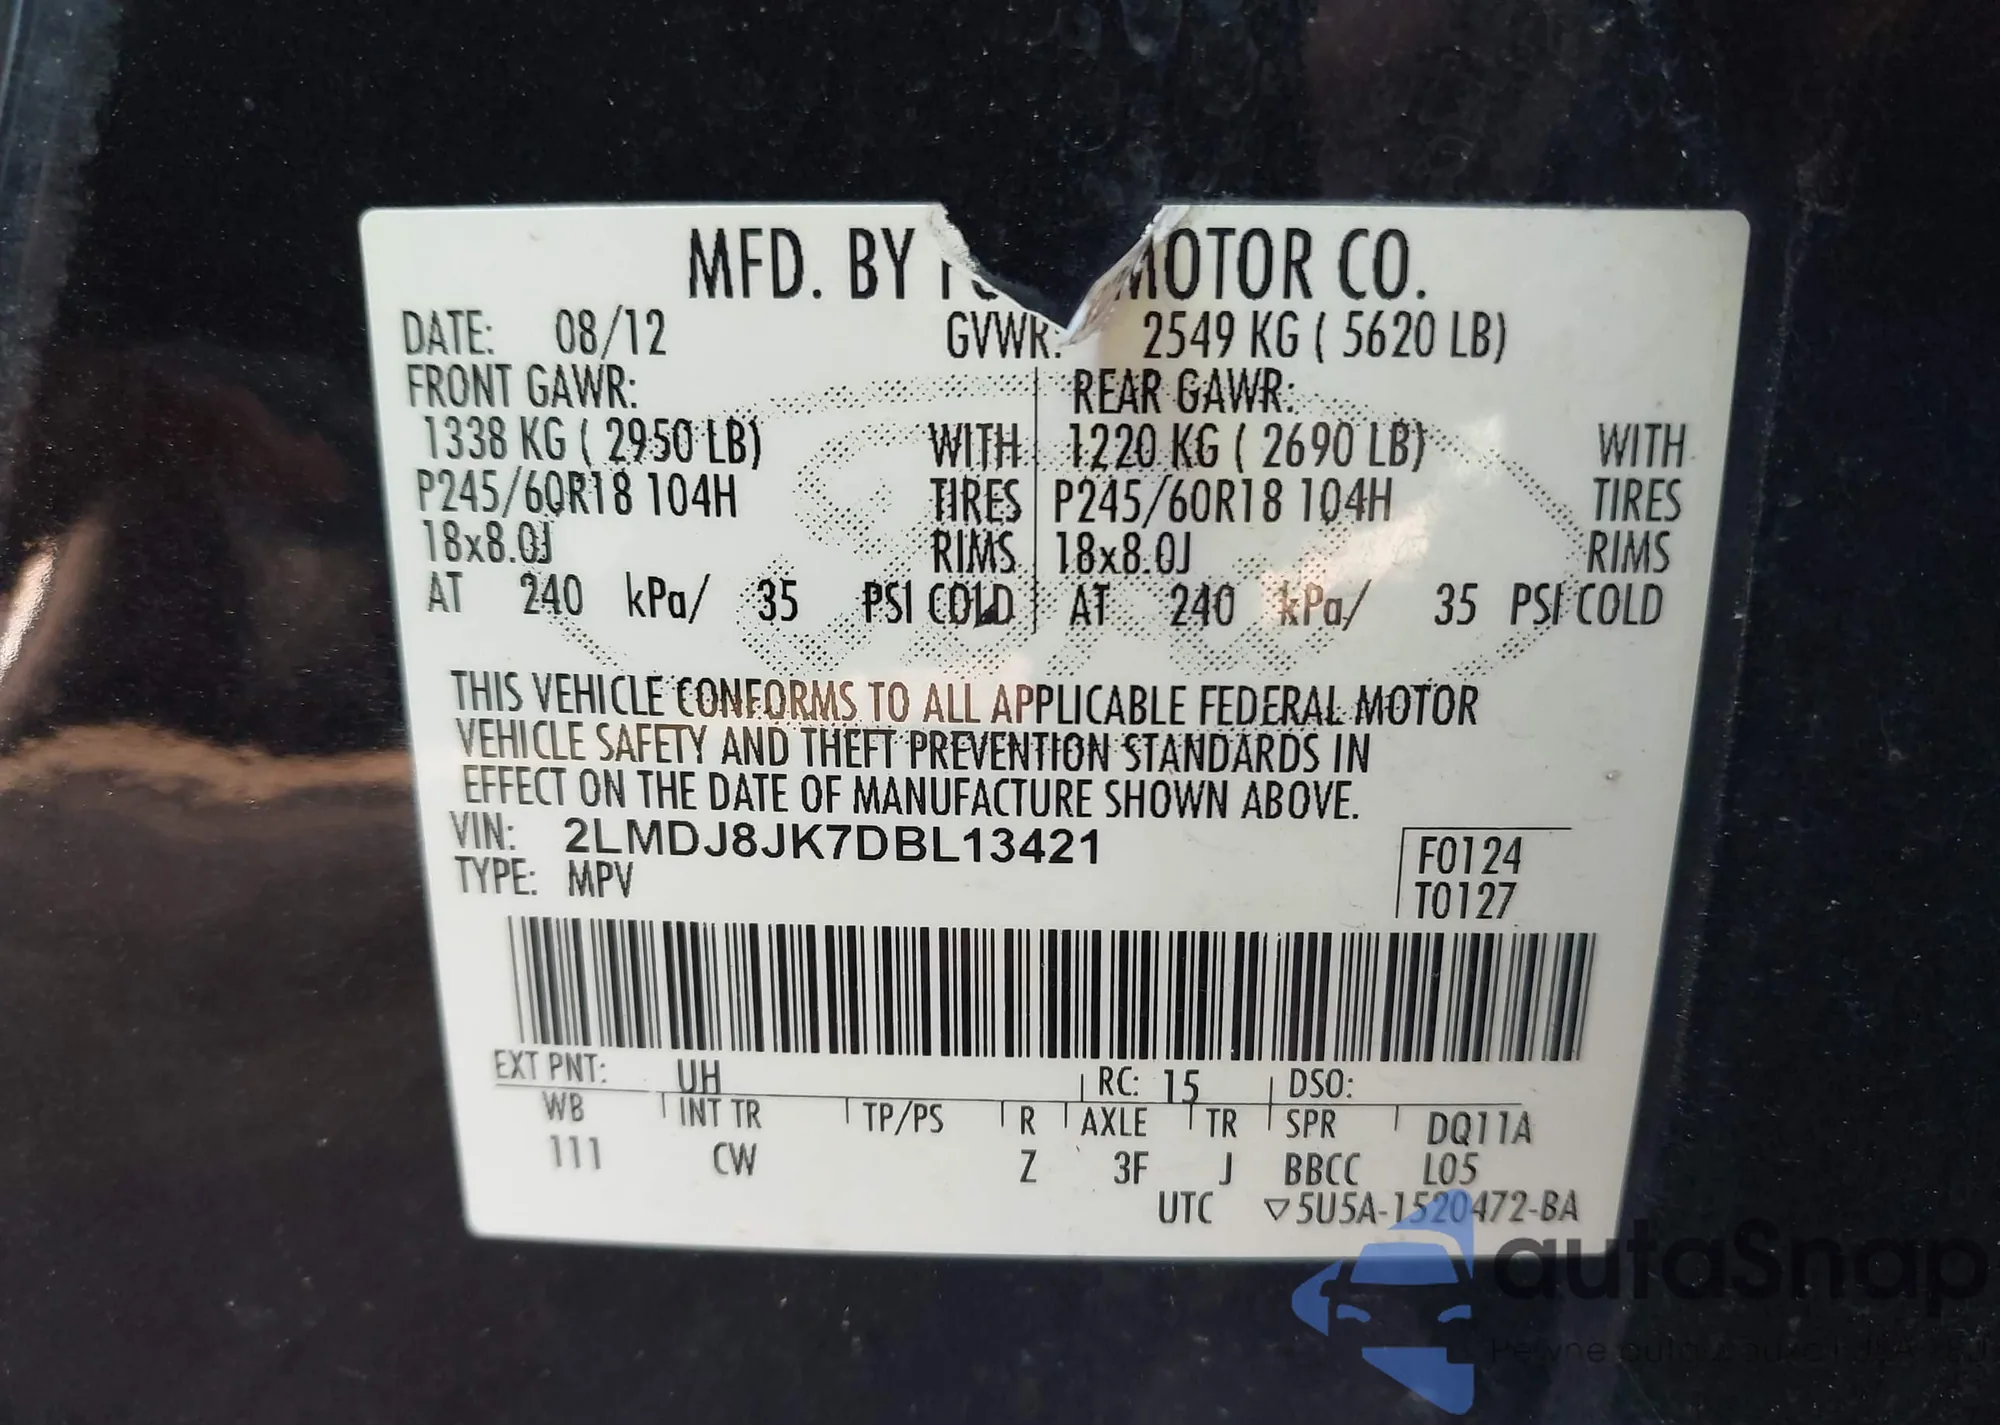 MFD. BY MOTOR CO.
DATE: 08/12 GVWR: 2549 KG ( 5620 LB)
FRONT GAWR: REAR GAWR:
1338 KG ( 2950 LB) WITH 1220 KG ( 2690 LB) WITH
P245/60R18 104H TIRES P245/60R18 104H TIRES
18x8.0J RIMS 18x8.0J RIMS
AT 240 kPa/ 35 PSI COLD AT 240 kPa/ 35 PSI COLD
THIS VEHICLE CONFORMS TO ALL APPLICABLE FEDERAL MOTOR
VEHICLE SAFETY AND THEFT PREVENTION STANDARDS IN
EFFECT ON THE DATE OF MANUFACTURE SHOWN ABOVE.
VIN: 2LMDJ8JK7DBL13421
TYPE: MPV
F0124
T0127
EXT PNT: UH RC: 15 DSO:
WB INT TR TP/PS R AXLE TR SPR DQ11A
111 CW Z 3F J BBCC L05
UTC ▽5U5A-1520472-BA
autaSnap